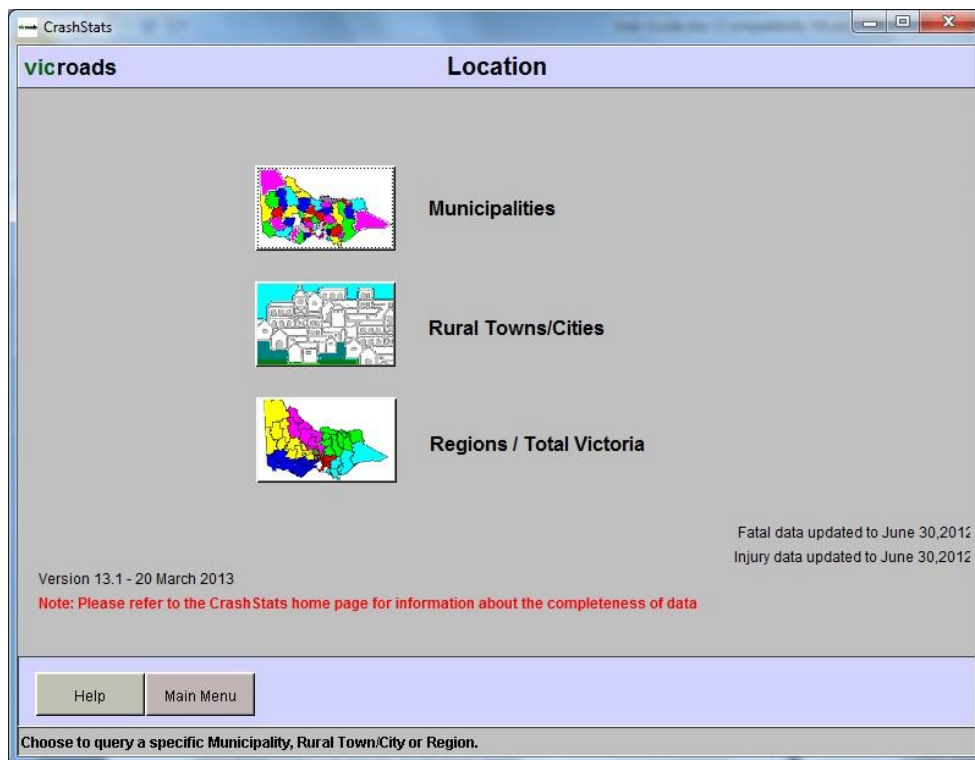 CrashStats
vicroads
Location
Municipalities
Rural Towns/Cities
Regions / Total Victoria
Fatal data updated to June 30,2012
Injury data updated to June 30,2012
Version 13.1 - 20 March 2013
Note: Please refer to the CrashStats home page for information about the completeness of data
Help
Main Menu
Choose to query a specific Municipality, Rural Town/City or Region.